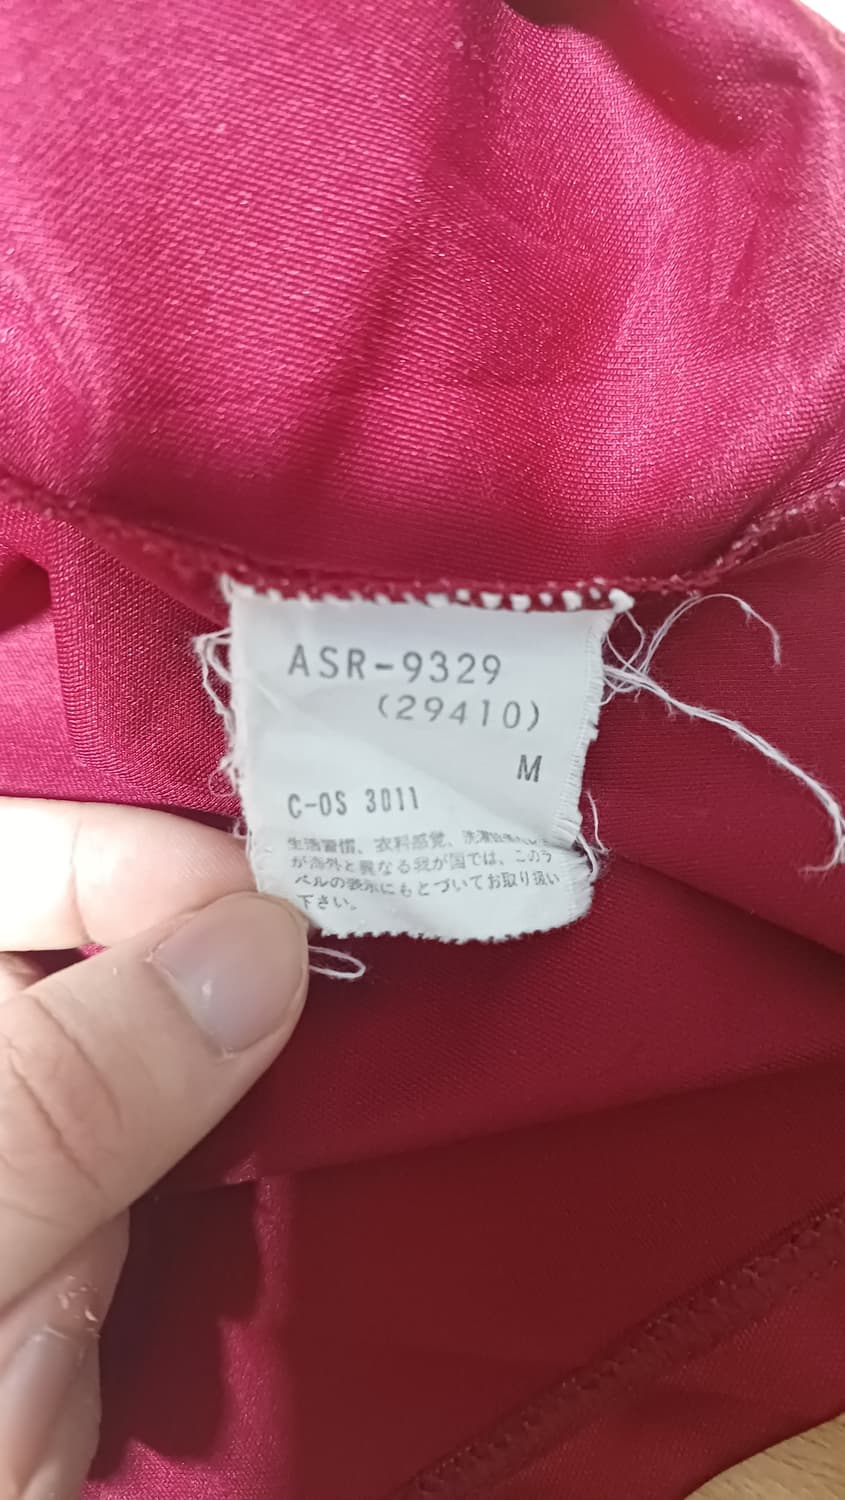 ASR-9329
(29410)
M
C-0S 3011
生活習慣、衣料感覚、洗濯
が海外と異なる我が国では、このラ
ベルの表示にもとづいてお取り扱い
下さい。